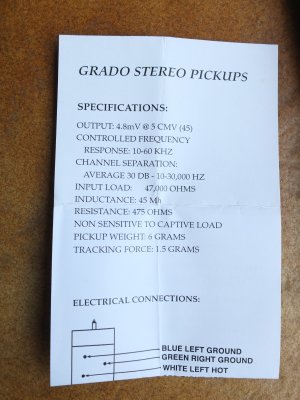 GRADO STEREO PICKUPS
SPECIFICATIONS:
OUTPUT: 4.8mV @ 5 CMV (45)
CONTROLLED FREQUENCY
RESPONSE: 10-60 KHZ
CHANNEL SEPARATION:
AVERAGE 30 DB - 10-30,000 HZ
INPUT LOAD: 47,000 OHMS
INDUCTANCE: 45 Mh
RESISTANCE: 475 OHMS
NON SENSITIVE TO CAPTIVE LOAD
PICKUP WEIGHT: 6 GRAMS
TRACKING FORCE: 1.5 GRAMS
ELECTRICAL CONNECTIONS:
BLUE LEFT GROUND
GREEN RIGHT GROUND
WHITE LEFT HOT